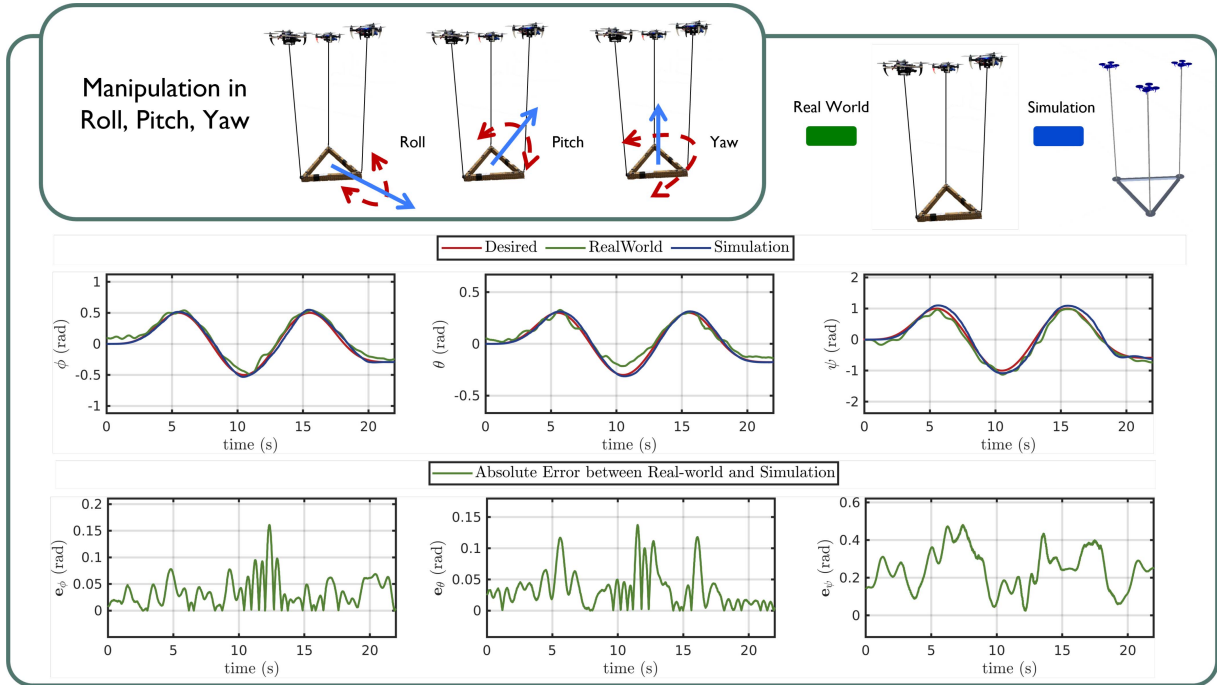 Manipulation in
Roll, Pitch, Yaw
Roll
Pitch
Yaw
Real World
Simulation
Desired RealWorld Simulation
1
0.5
0
-0.5
-1
ϕ (rad)
0 5 10 15 20
time (s)
0.5
0
-0.5
θ (rad)
0 5 10 15 20
time (s)
2
1
0
-1
-2
ψ (rad)
0 5 10 15 20
time (s)
Absolute Error between Real-world and Simulation
0.2
0.15
0.1
0.05
0
e_ϕ (rad)
0 5 10 15 20
time (s)
0.15
0.1
0.05
0
e_θ (rad)
0 5 10 15 20
time (s)
0.6
0.4
0.2
0
e_ψ (rad)
0 5 10 15 20
time (s)